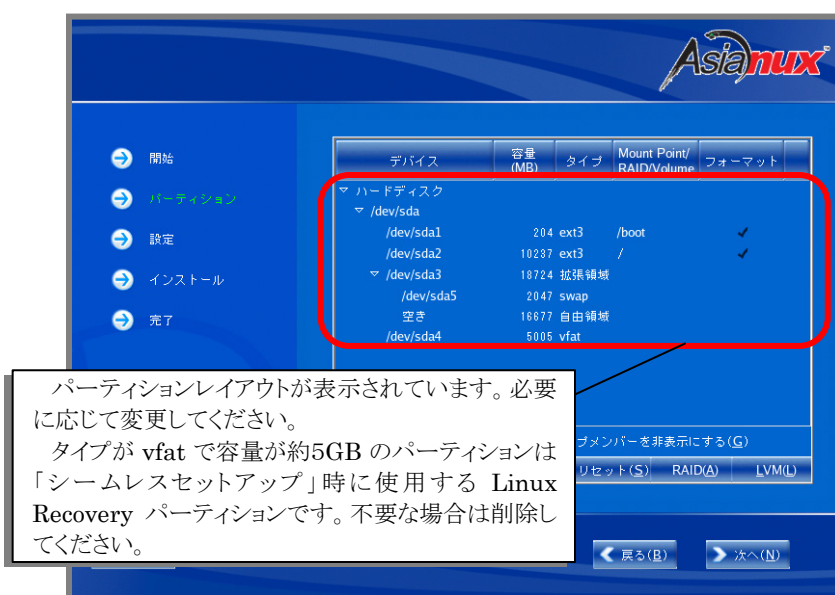 Asianux
開始
パーティション
設定
インストール
完了
デバイス 容量 (MB) タイプ Mount Point/ RAID/Volume フォーマット
ハードディスク
/dev/sda
/dev/sda1 204 ext3 /boot
/dev/sda2 10237 ext3 /
/dev/sda3 18724 拡張領域
/dev/sda5 2047 swap
空き 16677 自由領域
/dev/sda4 5005 vfat
パーティションレイアウトが表示されています。必要
に応じて変更してください。
タイプが vfat で容量が約5GB のパーティションは
「シームレスセットアップ」時に使用する Linux
Recovery パーティションです。不要な場合は削除し
てください。
プメンバーを非表示にする(G)
リセット(S) RAID(A) LVM(L)
戻る(B) 次へ(N)